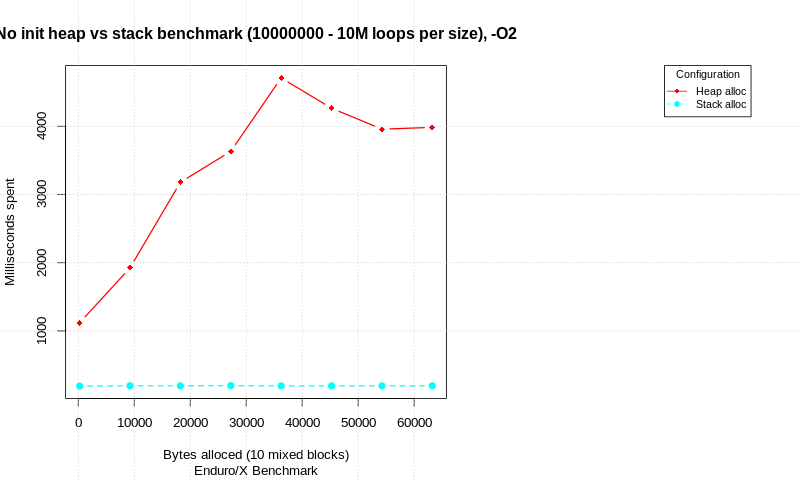 No init heap vs stack benchmark (10000000 - 10M loops per size), -O2
Configuration
Heap alloc
Stack alloc
Milliseconds spent
4000
3000
2000
1000
0 10000 20000 30000 40000 50000 60000
Bytes alloced (10 mixed blocks)
Enduro/X Benchmark